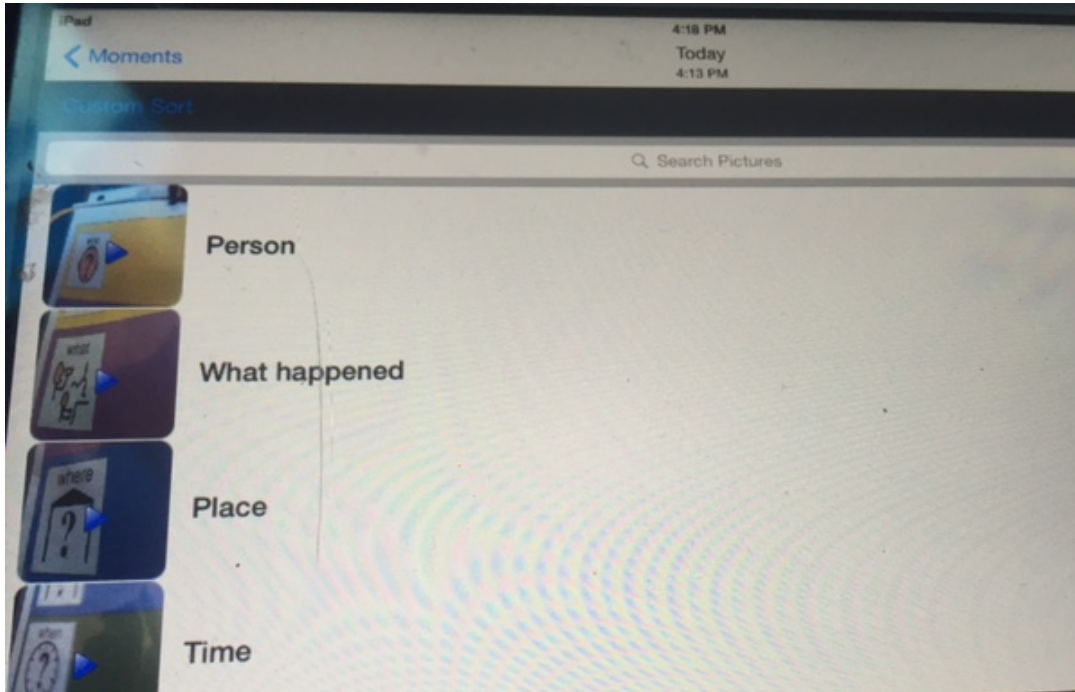 iPad
4:18 PM
Moments
Today
4:13 PM
Custom Sort
Search Pictures
Person
what
What happened
where
?
Place
when
?
Time